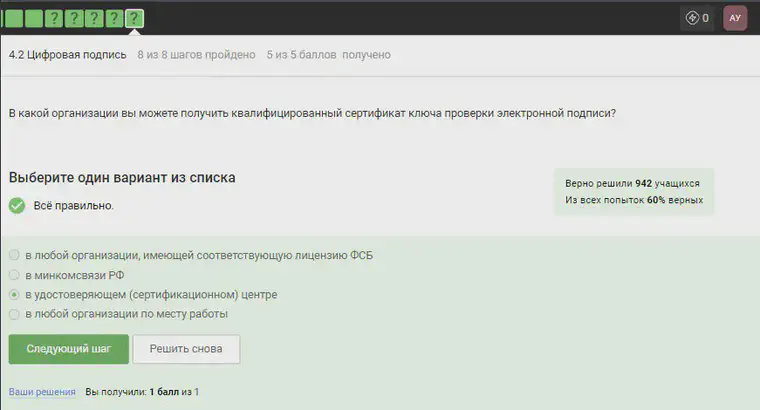 ? ? ? ? ?
0
АУ
4.2 Цифровая подпись 8 из 8 шагов пройдено 5 из 5 баллов получено
В какой организации вы можете получить квалифицированный сертификат ключа проверки электронной подписи?
Выберите один вариант из списка
Всё правильно.
Верно решили 942 учащихся
Из всех попыток 60% верных
в любой организации, имеющей соответствующую лицензию ФСБ
в минкомсвязи РФ
в удостоверяющем (сертификационном) центре
в любой организации по месту работы
Следующий шаг
Решить снова
Ваши решения Вы получили: 1 балл из 1